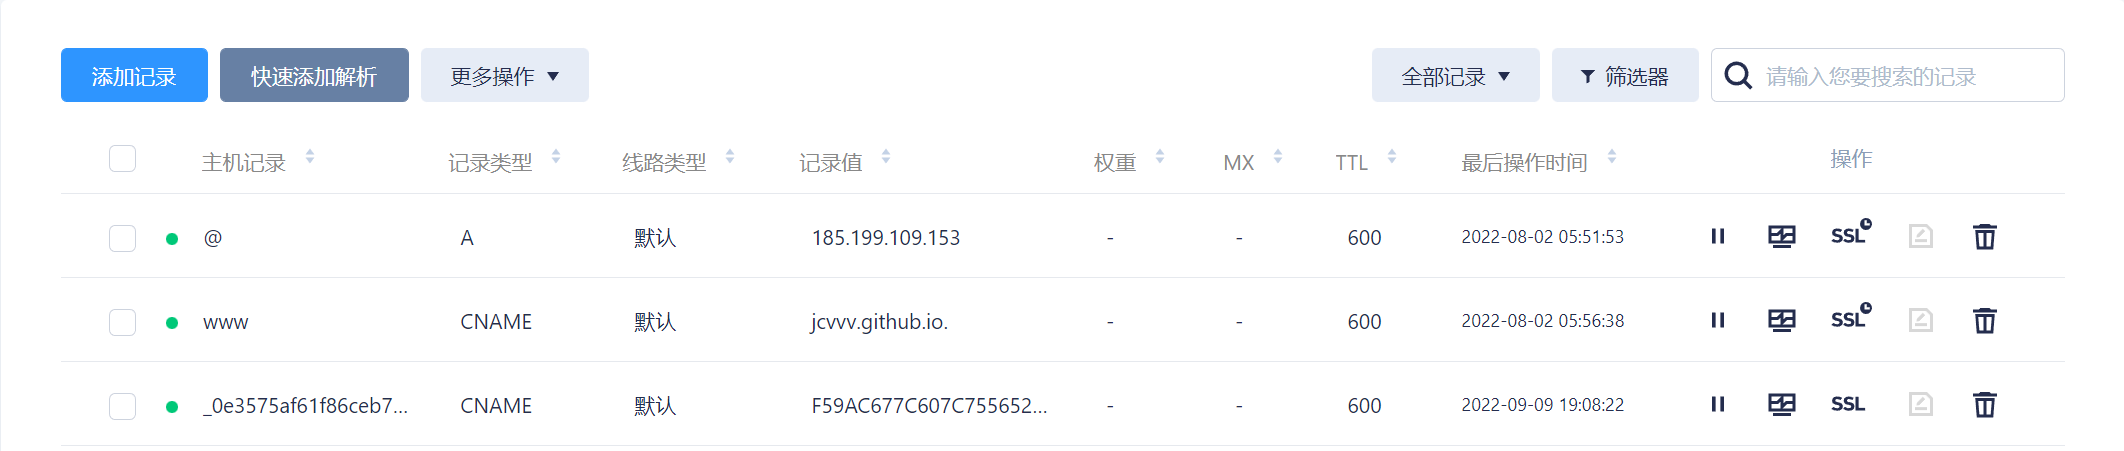 添加记录 快速添加解析 更多操作 全部记录 筛选器 请输入您要搜索的记录
主机记录 记录类型 线路类型 记录值 权重 MX TTL 最后操作时间 操作
@ A 默认 185.199.109.153 - - 600 2022-08-02 05:51:53 SSL
www CNAME 默认 jcvvv.github.io. - - 600 2022-08-02 05:56:38 SSL
_0e3575af61f86ceb7... CNAME 默认 F59AC677C607C755652... - - 600 2022-09-09 19:08:22 SSL